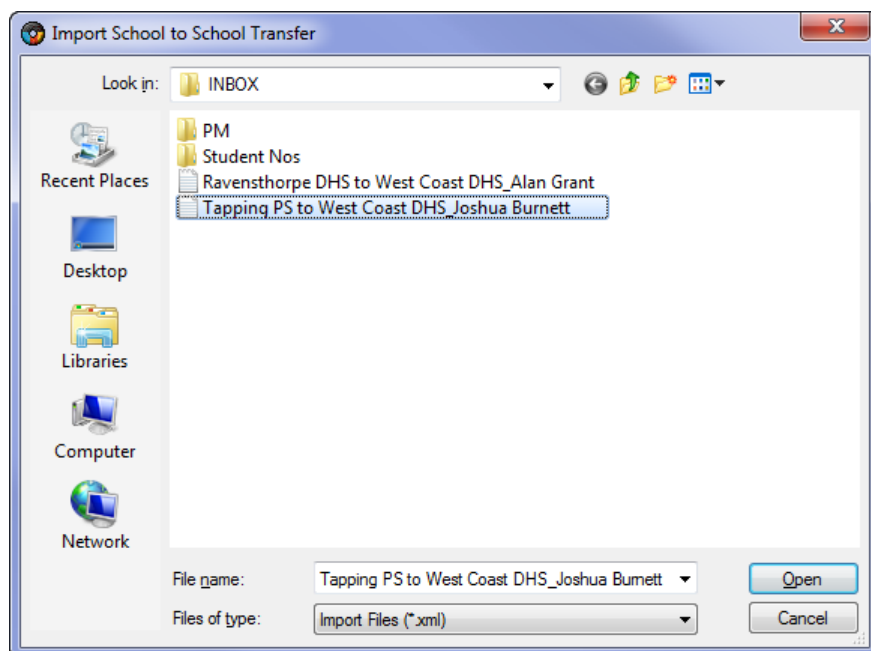 Import School to School Transfer
X
Look in:
INBOX
Recent Places
Desktop
Libraries
Computer
Network
PM
Student Nos
Ravensthorpe DHS to West Coast DHS_Alan Grant
Tapping PS to West Coast DHS_Joshua Burnett
File name:
Tapping PS to West Coast DHS_Joshua Burnett
Open
Files of type:
Import Files (*.xml)
Cancel